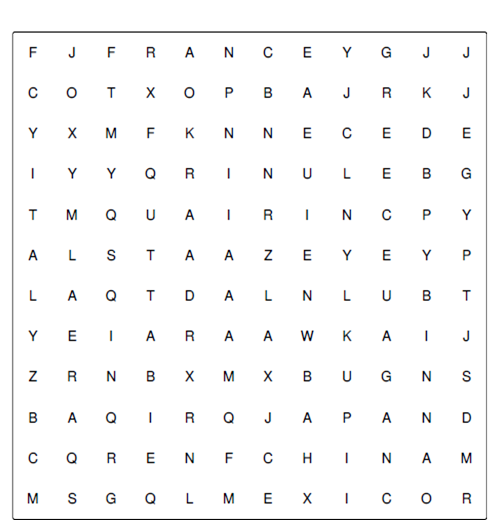 F J F R A N C E Y G J J
C O T X O P B A J R K J
Y X M F K N N E C E D E
I Y Y Q R I N U L E B G
T M Q U A I R I N C P Y
A L S T A A Z E Y E Y P
L A Q T D A L N L U B T
Y E I A R A A W K A I J
Z R N B X M X B U G N S
B A Q I R Q J A P A N D
C Q R E N F C H I N A M
M S G Q L M E X I C O R